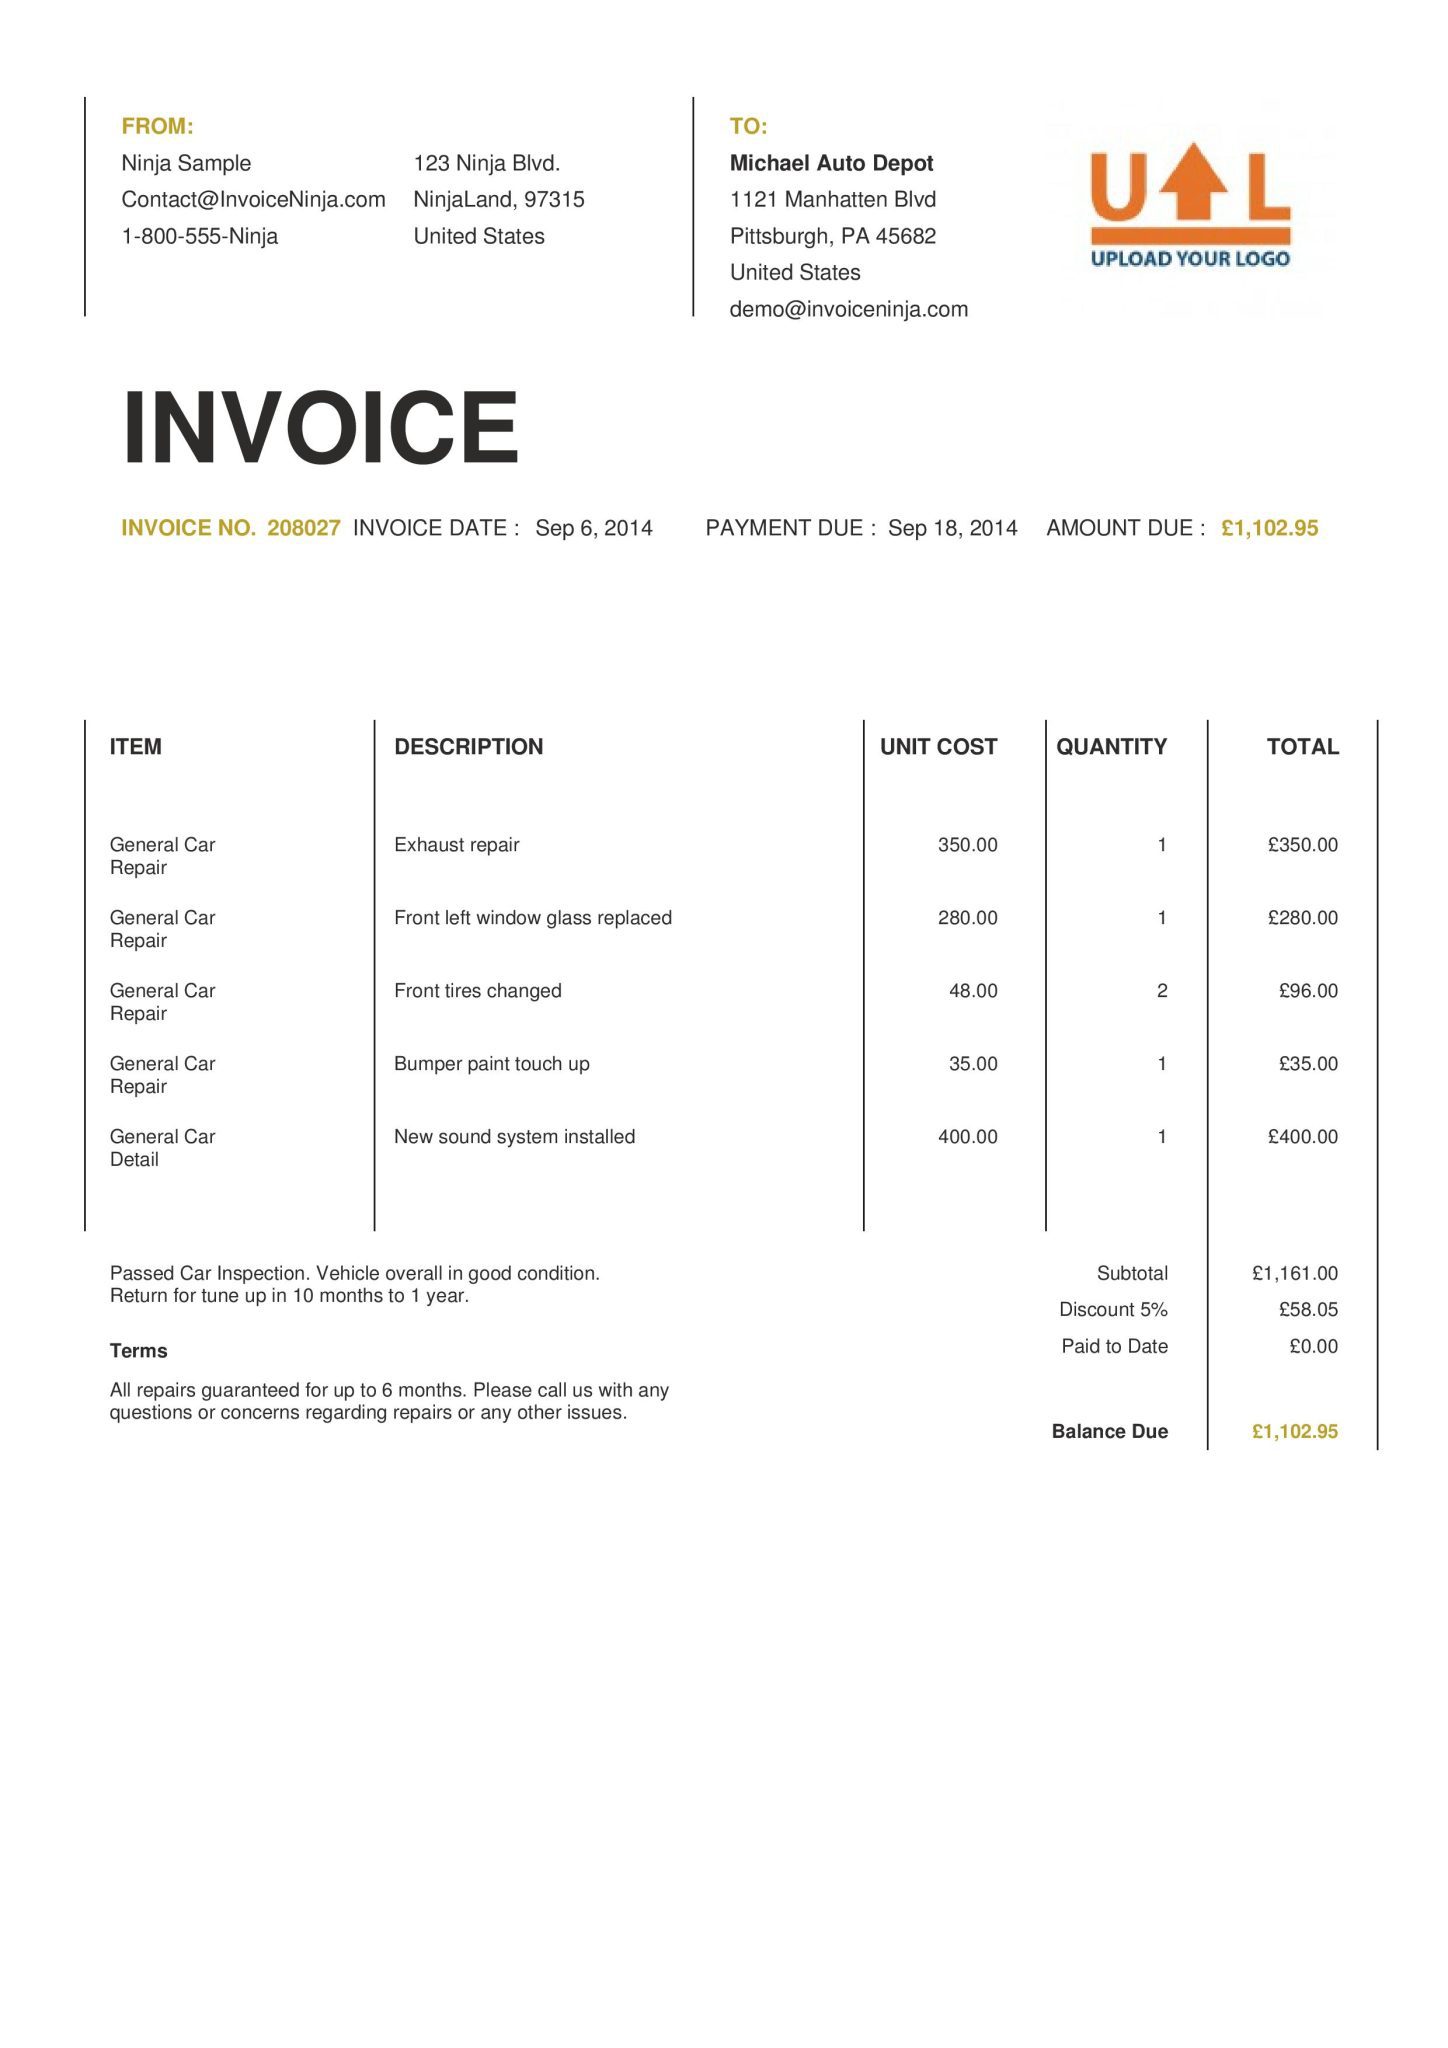 FROM:
Ninja Sample
Contact@InvoiceNinja.com
1-800-555-Ninja
123 Ninja Blvd.
NinjaLand, 97315
United States
TO:
Michael Auto Depot
1121 Manhatten Blvd
Pittsburgh, PA 45682
United States
demo@invoiceninja.com
U L
UPLOAD YOUR LOGO
INVOICE
INVOICE NO. 208027 INVOICE DATE : Sep 6, 2014 PAYMENT DUE : Sep 18, 2014 AMOUNT DUE : £1,102.95
ITEM DESCRIPTION UNIT COST QUANTITY TOTAL
General Car Exhaust repair 350.00 1 £350.00
Repair
General Car Front left window glass replaced 280.00 1 £280.00
Repair
General Car Front tires changed 48.00 2 £96.00
Repair
General Car Bumper paint touch up 35.00 1 £35.00
Repair
General Car New sound system installed 400.00 1 £400.00
Detail
Passed Car Inspection. Vehicle overall in good condition.
Return for tune up in 10 months to 1 year.
Terms
All repairs guaranteed for up to 6 months. Please call us with any
questions or concerns regarding repairs or any other issues.
Subtotal £1,161.00
Discount 5% £58.05
Paid to Date £0.00
Balance Due £1,102.95